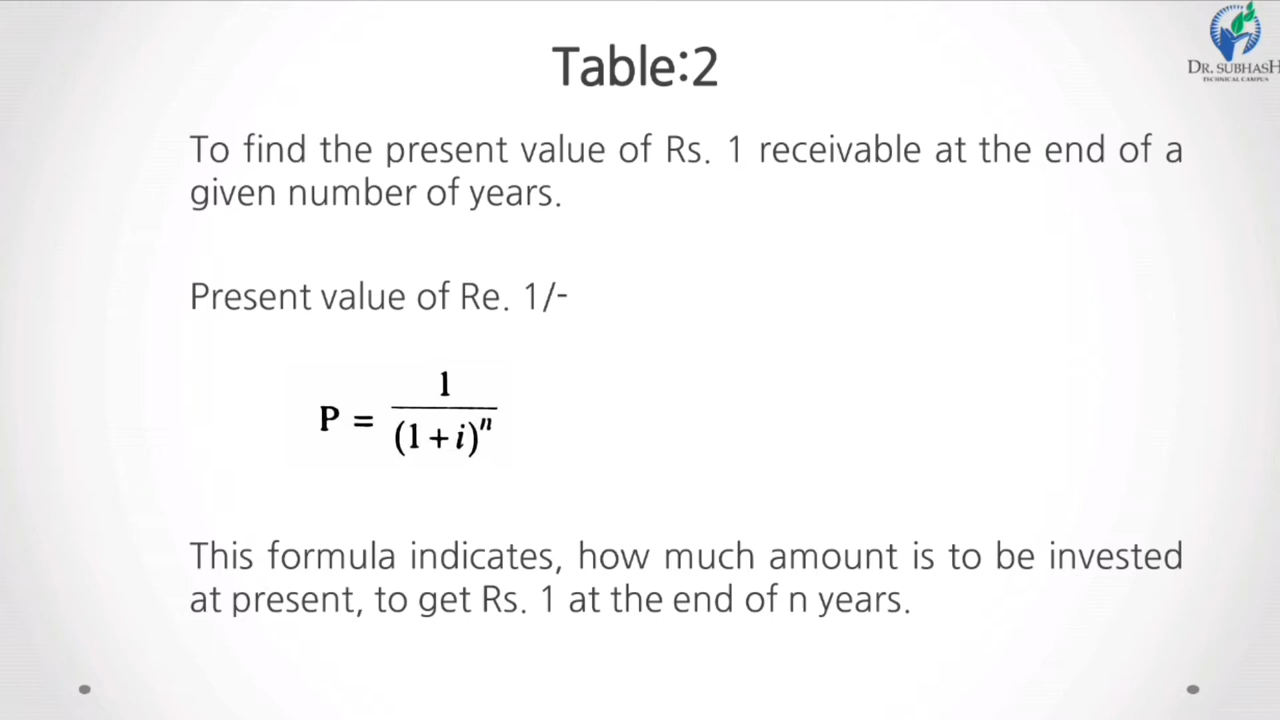 DR. SUBHASH
TECHNICAL CAMPUS
Table:2
To find the present value of Rs. 1 receivable at the end of a
given number of years.
Present value of Re. 1/-
P = 1/(1+i)^n
This formula indicates, how much amount is to be invested
at present, to get Rs. 1 at the end of n years.